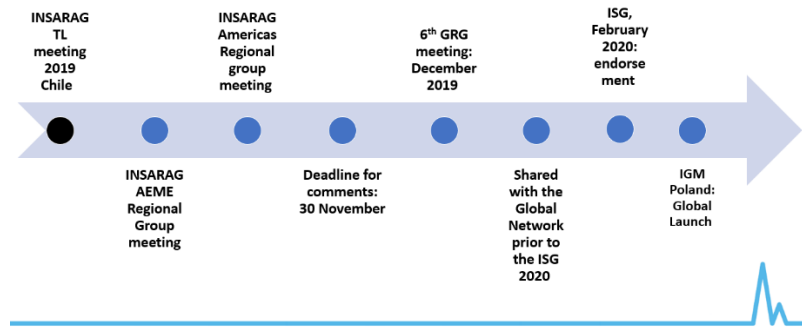 INSARAG
TL
meeting
2019
Chile
INSARAG
AEME
Regional
Group
meeting
INSARAG
Americas
Regional
group
meeting
Deadline for
comments:
30 November
6th GRG
meeting:
December
2019
Shared
with the
Global
Network
prior to
the ISG
2020
ISG,
February
2020:
endorse
ment
IGM
Poland:
Global
Launch